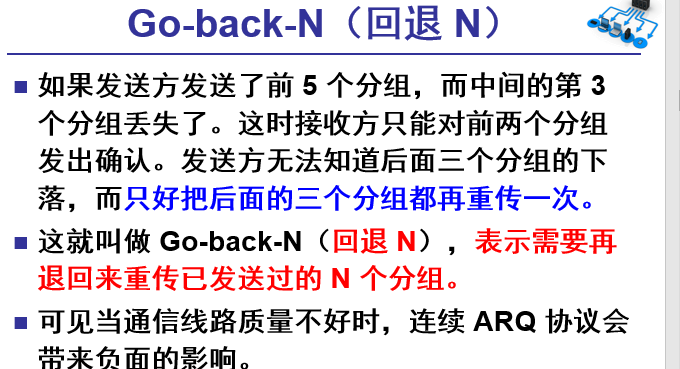 Go-back-N（回退 N）
如果发送方发送了前 5 个分组，而中间的第 3
个分组丢失了。这时接收方只能对前两个分组
发出确认。发送方无法知道后面三个分组的下
落，而只好把后面的三个分组都再重传一次。
这就叫做 Go-back-N（回退 N），表示需要再
退回来重传已发送过的 N 个分组。
可见当通信线路质量不好时，连续 ARQ 协议会
带来负面的影响。